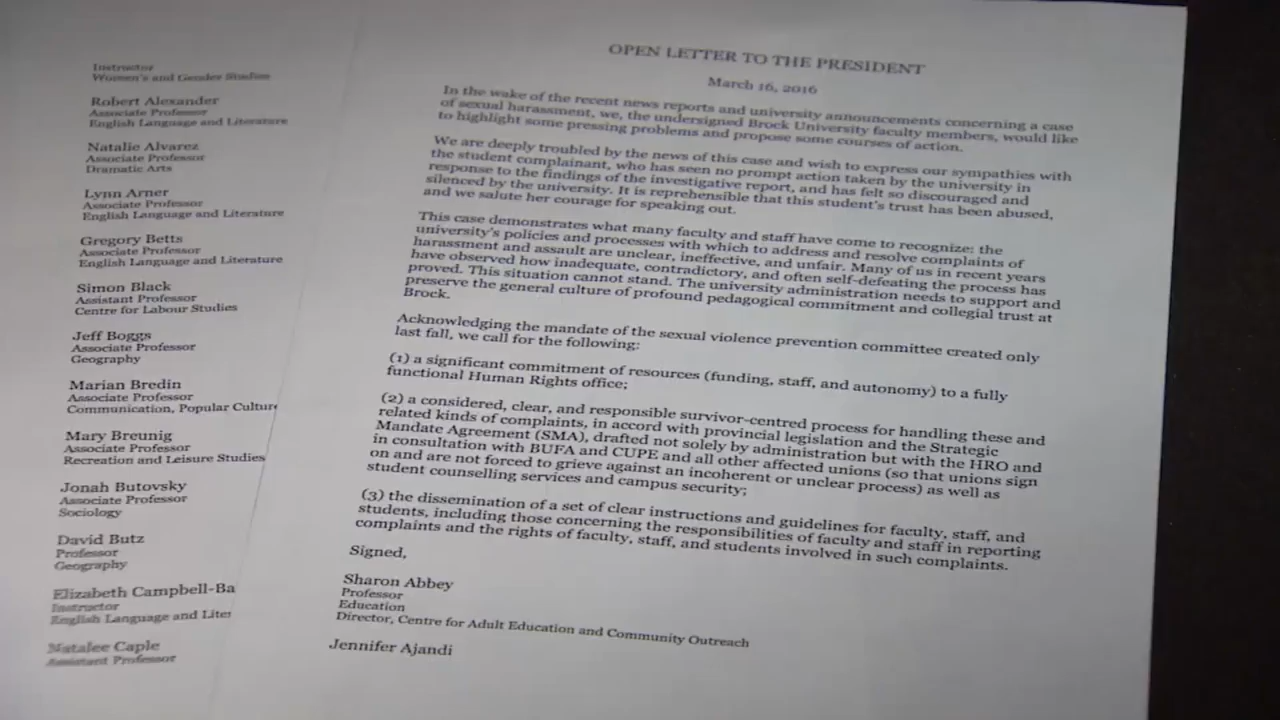 OPEN LETTER TO THE PRESIDENT
March 16, 2016
In the wake of the recent news reports and university announcements concerning a case
of sexual harassment, we, the undersigned Brock University faculty members, would like
to highlight some pressing problems and propose some courses of action.
We are deeply troubled by the news of this case and wish to express our sympathies with
the student complainant, who has seen no prompt action taken by the university in
response to the findings of the investigative report, and has felt so discouraged and
silenced by the university. It is reprehensible that this student's trust has been abused,
and we salute her courage for speaking out.
This case demonstrates what many faculty and staff have come to recognize: the
university's policies and processes with which to address and resolve complaints of
harassment and assault are unclear, ineffective, and unfair. Many of us in recent years
have observed how inadequate, contradictory, and often self-defeating the process has
proved. This situation cannot stand. The university administration needs to support and
preserve the general culture of profound pedagogical commitment and collegial trust at
Brock.
Acknowledging the mandate of the sexual violence prevention committee created only
last fall, we call for the following:
(1) a significant commitment of resources (funding, staff, and autonomy) to a fully
functional Human Rights office;
(2) a considered, clear, and responsible survivor-centred process for handling these and
related kinds of complaints, in accord with provincial legislation and the Strategic
Mandate Agreement (SMA), drafted not solely by administration but with the HRO and
in consultation with BUFA and CUPE and all other affected unions (so that unions sign
on and are not forced to grieve against an incoherent or unclear process) as well as
student counselling services and campus security;
(3) the dissemination of a set of clear instructions and guidelines for faculty, staff, and
students, including those concerning the responsibilities of faculty and staff in reporting
complaints and the rights of faculty, staff, and students involved in such complaints.
Signed,
Sharon Abbey
Professor
Education
Director, Centre for Adult Education and Community Outreach
Jennifer Ajandi
Instructor
Women's and Gender Studies
Robert Alexander
Associate Professor
English Language and Literature
Natalie Alvarez
Associate Professor
Dramatic Arts
Lynn Arner
Associate Professor
English Language and Literature
Gregory Betts
Associate Professor
English Language and Literature
Simon Black
Assistant Professor
Centre for Labour Studies
Jeff Boggs
Associate Professor
Geography
Marian Bredin
Associate Professor
Communication, Popular Culture
Mary Breunig
Associate Professor
Recreation and Leisure Studies
Jonah Butovsky
Associate Professor
Sociology
David Butz
Professor
Geography
Elizabeth Campbell-Ba
Instructor
English Language and Liter
Natalee Caple
Assistant Professor